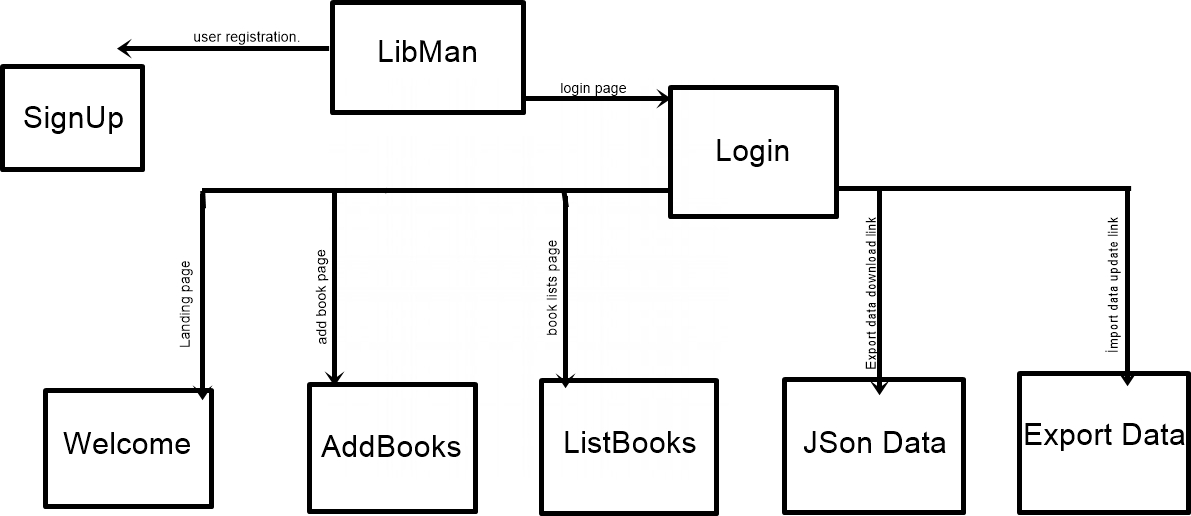 user registration.
LibMan
login page
SignUp
Login
Landing page
add book page
book lists page
Export data download link
İmport data update link
Welcome
AddBooks
ListBooks
JSon Data
Export Data